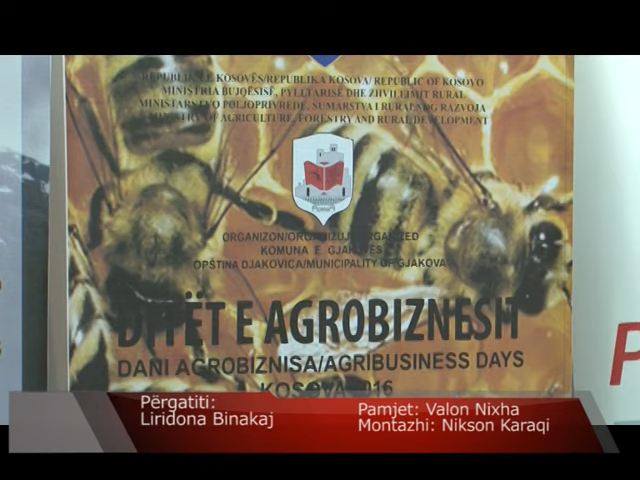 REPUBLIKA E KOSOVËS/REPUBLIKA KOSOVA/REPUBLIC OF KOSOVO
MINISTRIA BUJQËSISË, PYLLTARISË DHE ZHVILLIMIT RURAL
MINISTARSTVO POLJOPRIVREDE, ŠUMARSTVA I RURALNOG RAZVOJA
MINISTRY OF AGRICULTURE, FORESTRY AND RURAL DEVELOPMENT
ORGANIZON/ORGANIZUJE/ORGANIZED
KOMUNA E GJAKOVËS
OPŠTINA DJAKOVICA/MUNICIPALITY OF GJAKOVA
DITËT E AGROBIZNESIT
DANI AGROBIZNISA/AGRIBUSINESS DAYS
KOSOVA 2016
P
Përgatiti:
Liridona Binakaj
Pamjet: Valon Nixha
Montazhi: Nikson Karaqi